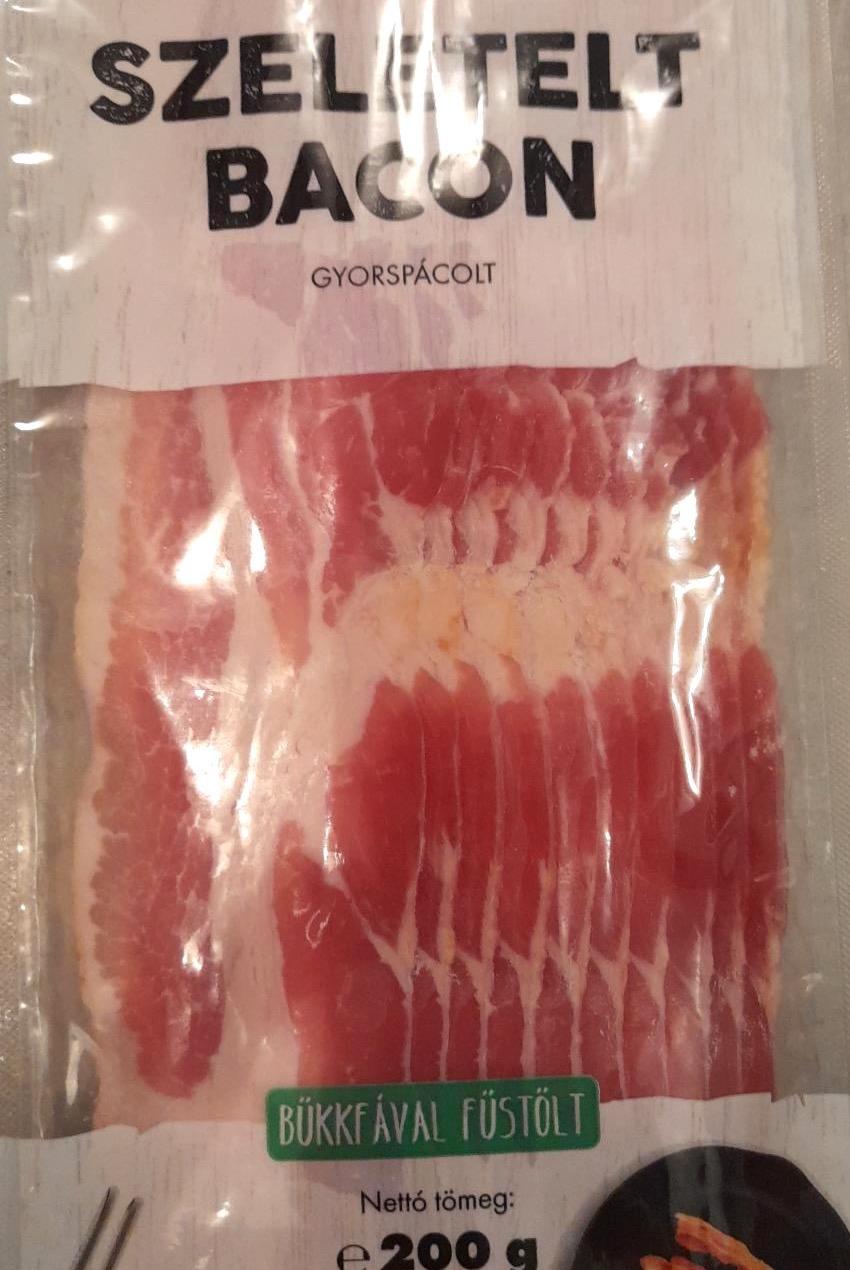 SZELETELT
BACON
GYORSPÁCOLT
BÜKKFÁVAL FÜSTÖLT
Nettó tömeg:
℮ 200 g